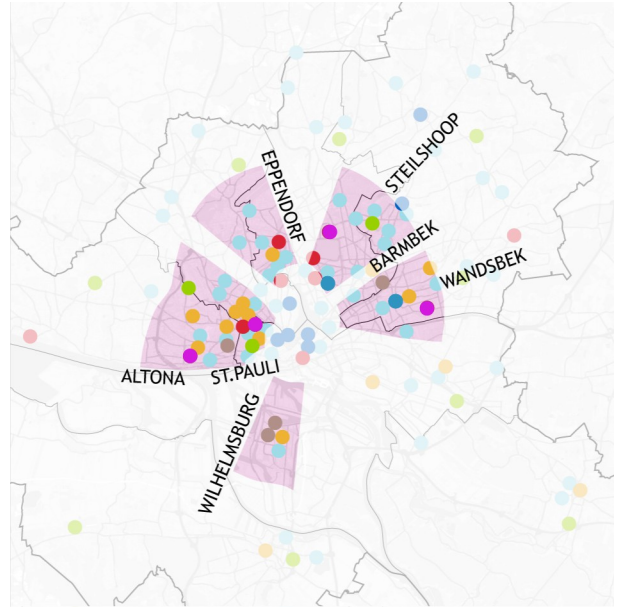 STEILSHOOP
EPPENDORF
BARMBEK
WANDSBEK
ALTONA
ST.PAULI
WILHELMSBURG